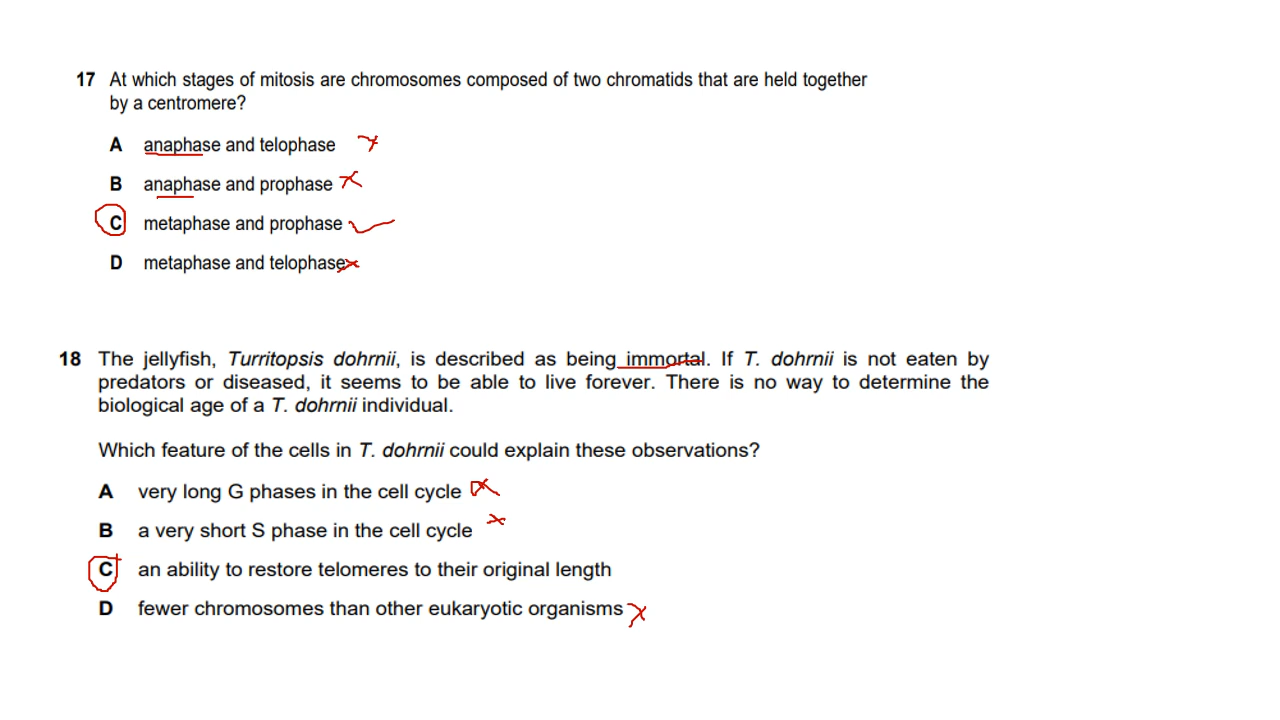 17 At which stages of mitosis are chromosomes composed of two chromatids that are held together
by a centromere?
A anaphase and telophase
B anaphase and prophase
C metaphase and prophase
D metaphase and telophase
18 The jellyfish, Turritopsis dohrnii, is described as being immortal. If T. dohrnii is not eaten by
predators or diseased, it seems to be able to live forever. There is no way to determine the
biological age of a T. dohrnii individual.
Which feature of the cells in T. dohrnii could explain these observations?
A very long G phases in the cell cycle
B a very short S phase in the cell cycle
C an ability to restore telomeres to their original length
D fewer chromosomes than other eukaryotic organisms